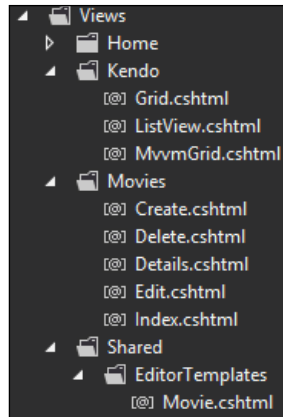 Views
Home
Kendo
[@] Grid.cshtml
[@] ListView.cshtml
[@] MvvmGrid.cshtml
Movies
[@] Create.cshtml
[@] Delete.cshtml
[@] Details.cshtml
[@] Edit.cshtml
[@] Index.cshtml
Shared
EditorTemplates
[@] Movie.cshtml